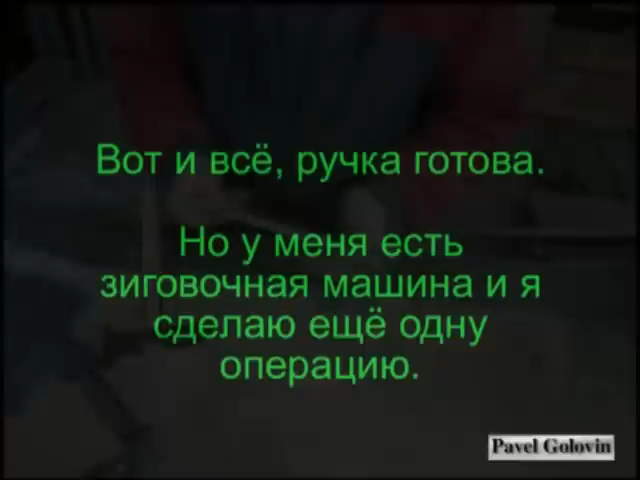 Вот и всё, ручка готова.
Но у меня есть
зиговочная машина и я
сделаю ещё одну
операцию.
Pavel Golovin